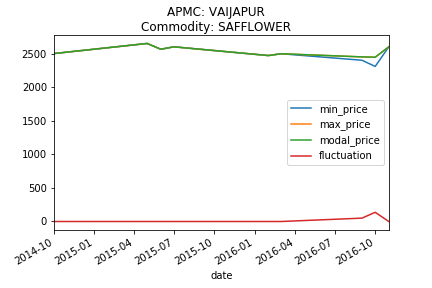 APMC: VAIJAPUR
Commodity: SAFFLOWER
2500
2000
1500
1000
500
0
min_price
max_price
modal_price
fluctuation
2014-10
2015-01
2015-04
2015-07
2015-10
2016-01
2016-04
2016-07
2016-10
date